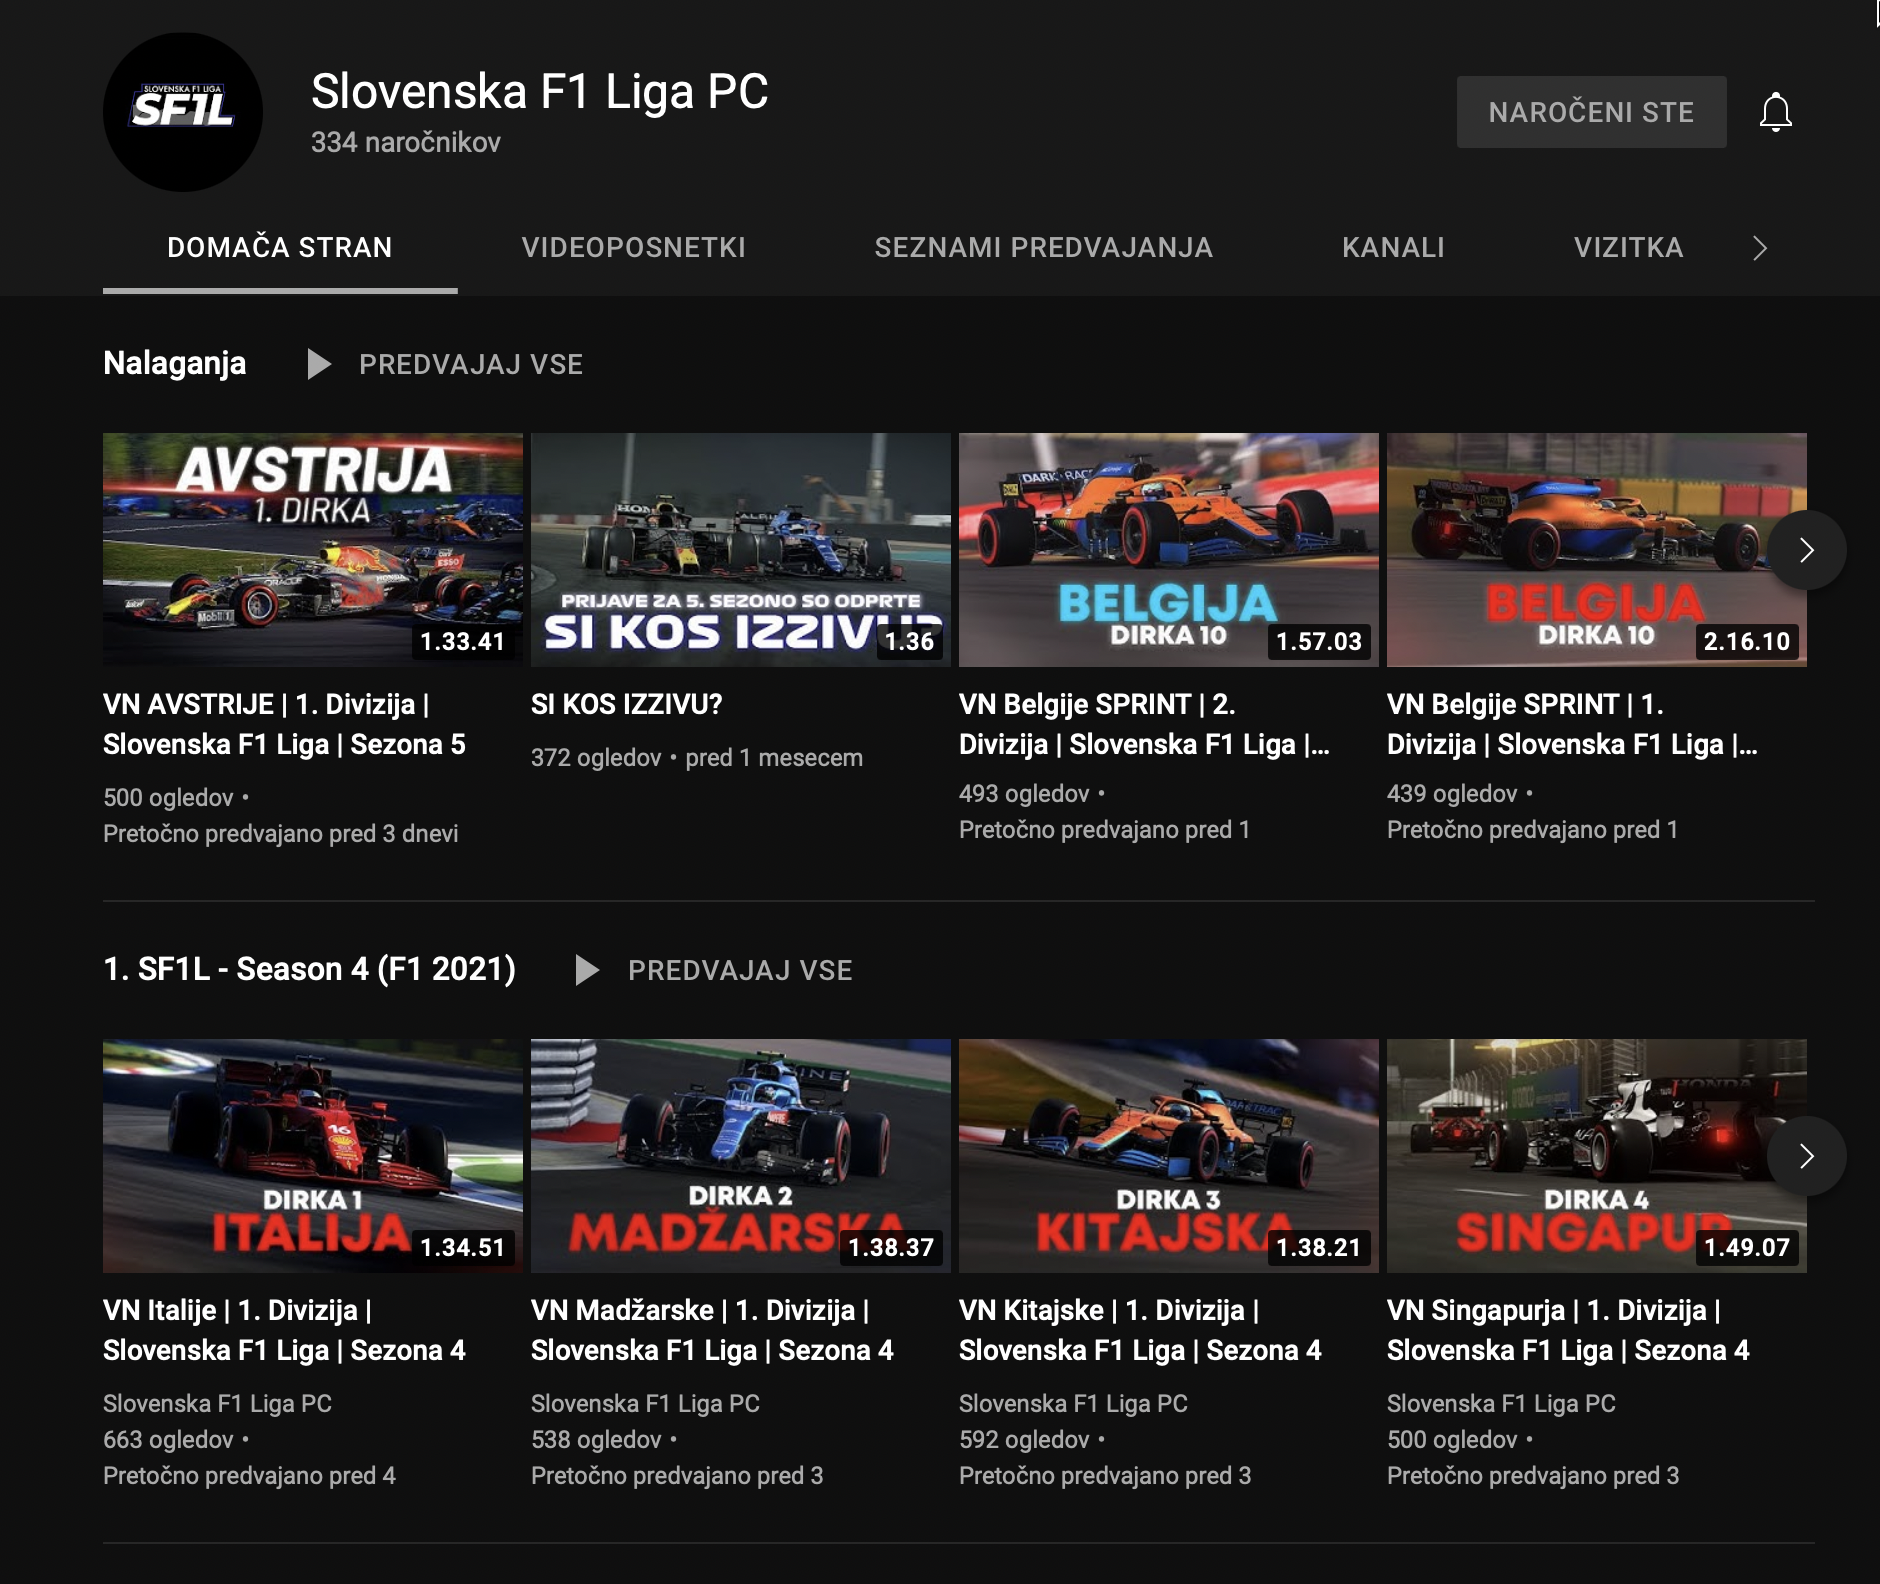 SLOVENSKA F1 LIGA
SF1L
Slovenska F1 Liga PC
334 naročnikov
NAROČENI STE
DOMAČA STRAN
VIDEOPOSNETKI
SEZNAMI PREDVAJANJA
KANALI
VIZITKA
Nalaganja
PREDVAJAJ VSE
AVSTRIJA
1. DIRKA
ORACLE
ESSO
Mobil 1
1.33.41
VN AVSTRIJE | 1. Divizija |
Slovenska F1 Liga | Sezona 5
500 ogledov •
Pretočno predvajano pred 3 dnevi
PRIJAVE ZA 5. SEZONO SO ODPRTE
SI KOS IZZIVU?
1.36
SI KOS IZZIVU?
372 ogledov • pred 1 mesecem
BELGIJA
DIRKA 10
1.57.03
VN Belgije SPRINT | 2.
Divizija | Slovenska F1 Liga |...
493 ogledov •
Pretočno predvajano pred 1
BELGIJA
DIRKA 10
2.16.10
VN Belgije SPRINT | 1.
Divizija | Slovenska F1 Liga |...
439 ogledov •
Pretočno predvajano pred 1
1. SF1L - Season 4 (F1 2021)
PREDVAJAJ VSE
16
DIRKA 1
ITALIJA
1.34.51
VN Italije | 1. Divizija |
Slovenska F1 Liga | Sezona 4
Slovenska F1 Liga PC
663 ogledov •
Pretočno predvajano pred 4
DIRKA 2
MADŽARSKA
1.38.37
VN Madžarske | 1. Divizija |
Slovenska F1 Liga | Sezona 4
Slovenska F1 Liga PC
538 ogledov •
Pretočno predvajano pred 3
DIRKA 3
KITAJSKA
1.38.21
VN Kitajske | 1. Divizija |
Slovenska F1 Liga | Sezona 4
Slovenska F1 Liga PC
592 ogledov •
Pretočno predvajano pred 3
HONDA
DIRKA 4
SINGAPUR
1.49.07
VN Singapurja | 1. Divizija |
Slovenska F1 Liga | Sezona 4
Slovenska F1 Liga PC
500 ogledov •
Pretočno predvajano pred 3